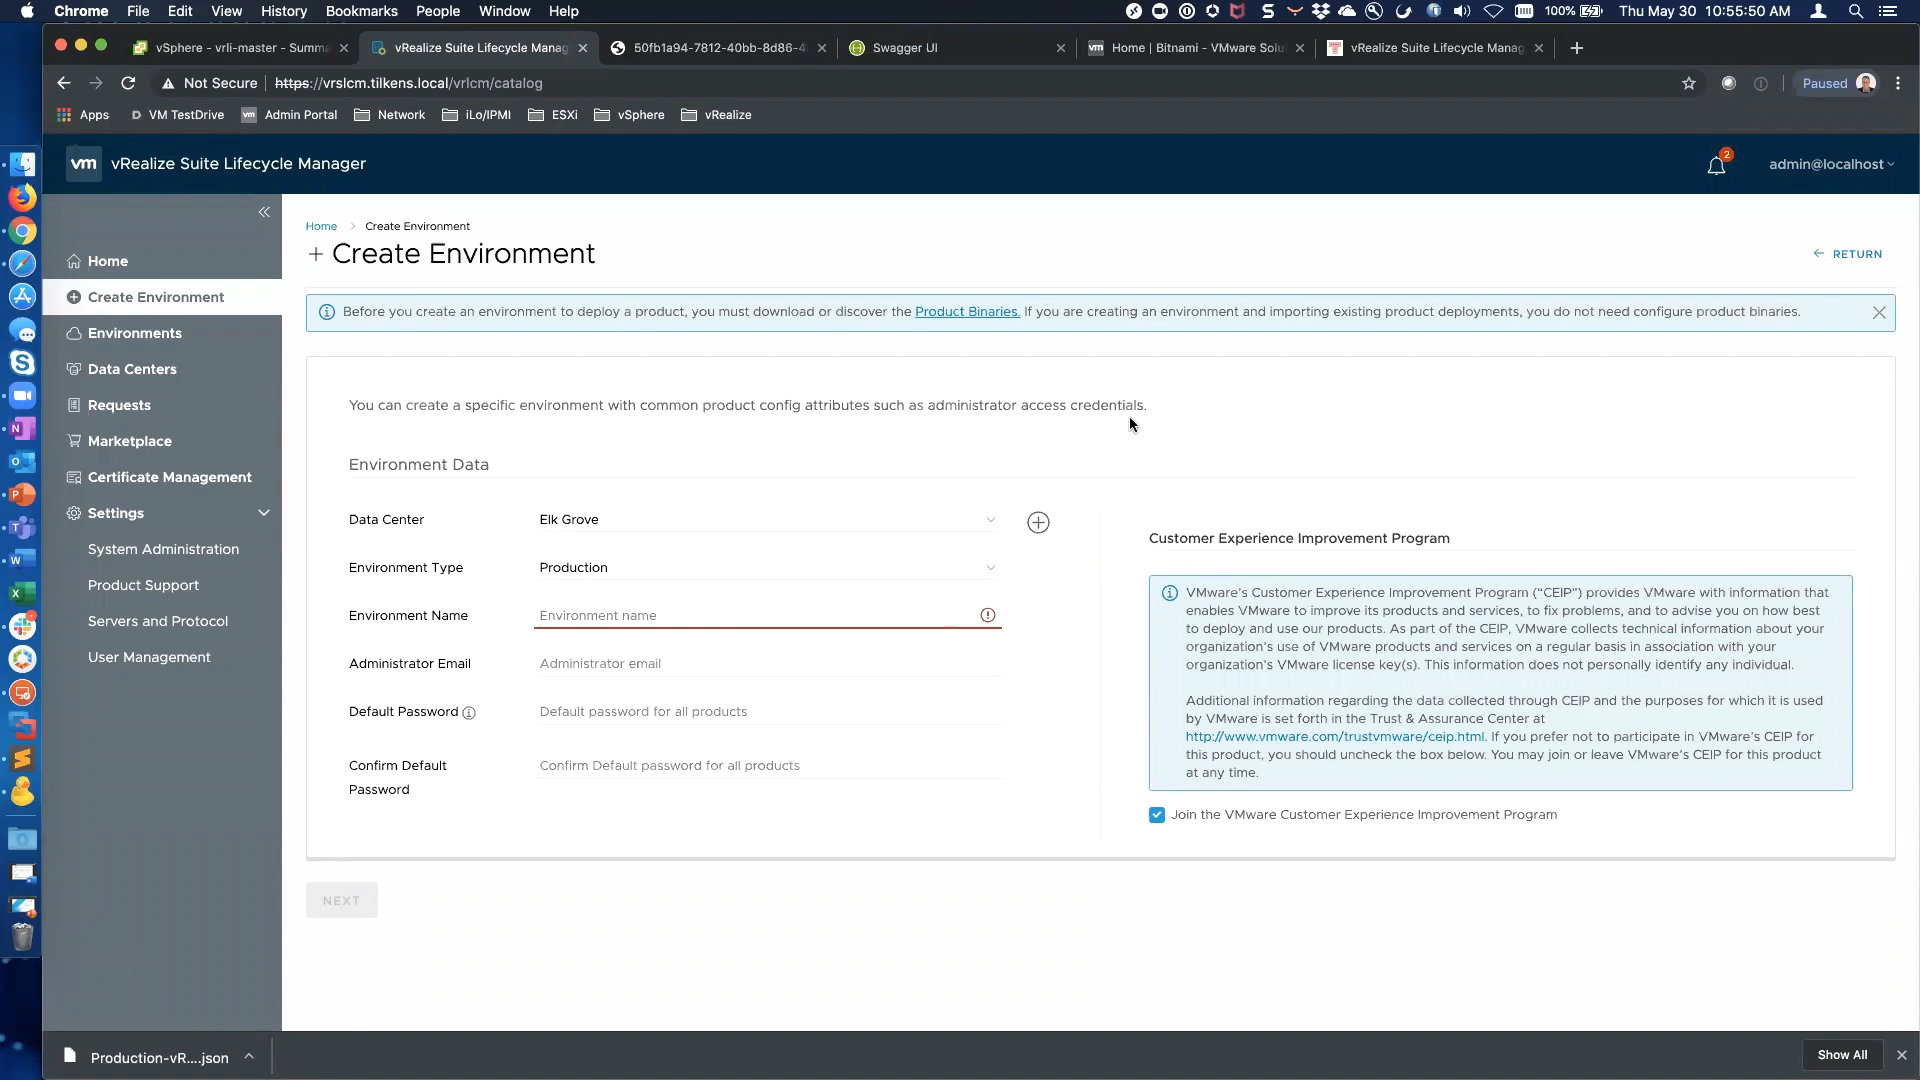 Chrome File Edit View History Bookmarks People Window Help
100% Thu May 30 10:55:50 AM
vSphere - vrli-master - Summa
vRealize Suite Lifecycle Manag
50fb1a94-7812-40bb-8d86-4
Swagger UI
vm Home | Bitnami - VMware Solu
vRealize Suite Lifecycle Manag
Not Secure https://vrslcm.tilkens.local/vrlcm/catalog
Paused
Apps VM TestDrive vm Admin Portal Network iLo/IPMI ESXi vSphere vRealize
vm vRealize Suite Lifecycle Manager
2
admin@localhost
Home
Create Environment
Environments
Data Centers
Requests
Marketplace
Certificate Management
Settings
System Administration
Product Support
Servers and Protocol
User Management
Home > Create Environment
+ Create Environment
RETURN
Before you create an environment to deploy a product, you must download or discover the Product Binaries. If you are creating an environment and importing existing product deployments, you do not need configure product binaries.
You can create a specific environment with common product config attributes such as administrator access credentials.
Environment Data
Data Center Elk Grove
Environment Type Production
Environment Name Environment name
Administrator Email Administrator email
Default Password Default password for all products
Confirm Default Confirm Default password for all products
Password
Customer Experience Improvement Program
VMware's Customer Experience Improvement Program (“CEIP”) provides VMware with information that
enables VMware to improve its products and services, to fix problems, and to advise you on how best
to deploy and use our products. As part of the CEIP, VMware collects technical information about your
organization's use of VMware products and services on a regular basis in association with your
organization's VMware license key(s). This information does not personally identify any individual.
Additional information regarding the data collected through CEIP and the purposes for which it is used
by VMware is set forth in the Trust & Assurance Center at
http://www.vmware.com/trustvmware/ceip.html. If you prefer not to participate in VMware's CEIP for
this product, you should uncheck the box below. You may join or leave VMware's CEIP for this product
at any time.
Join the VMware Customer Experience Improvement Program
NEXT
Production-vR....json
Show All